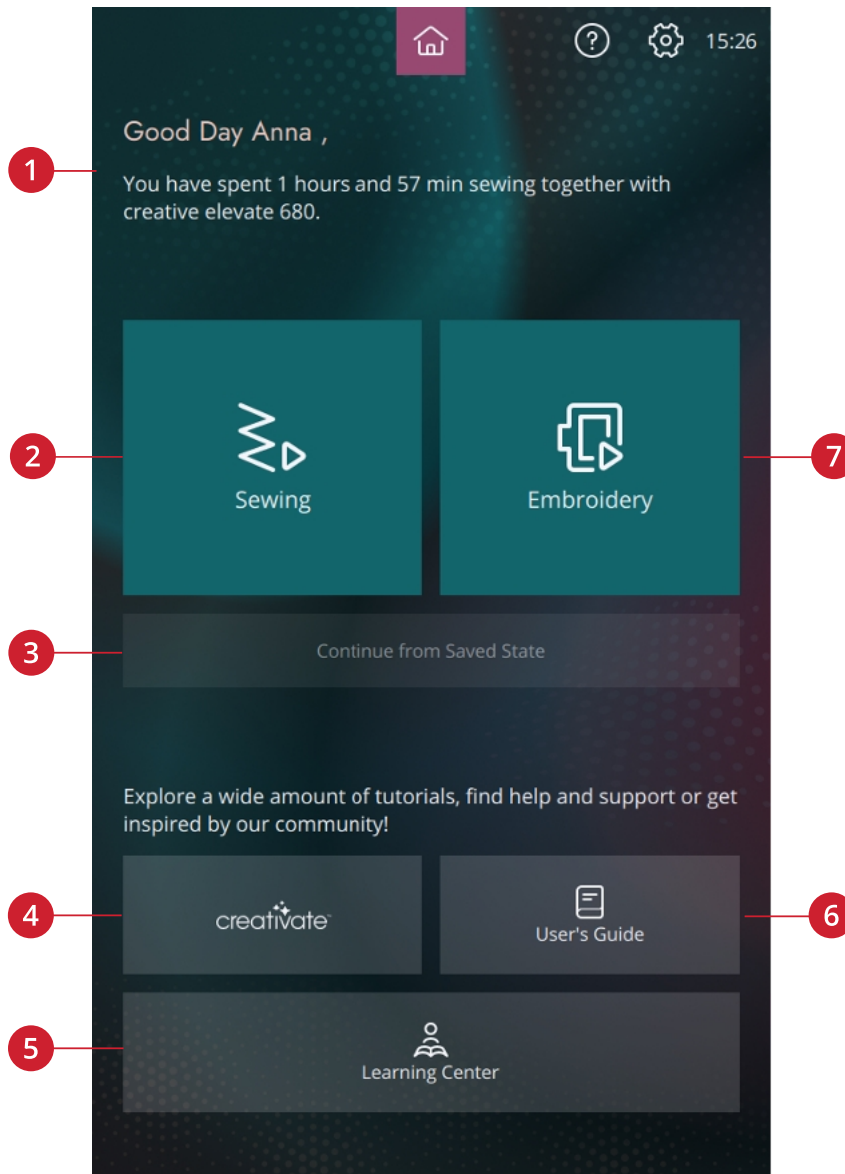 15:26
Good Day Anna ,
1
You have spent 1 hours and 57 min sewing together with
creative elevate 680.
2
Sewing
Embroidery
7
3
Continue from Saved State
Explore a wide amount of tutorials, find help and support or get
inspired by our community!
4
creativate™
User's Guide
6
5
Learning Center